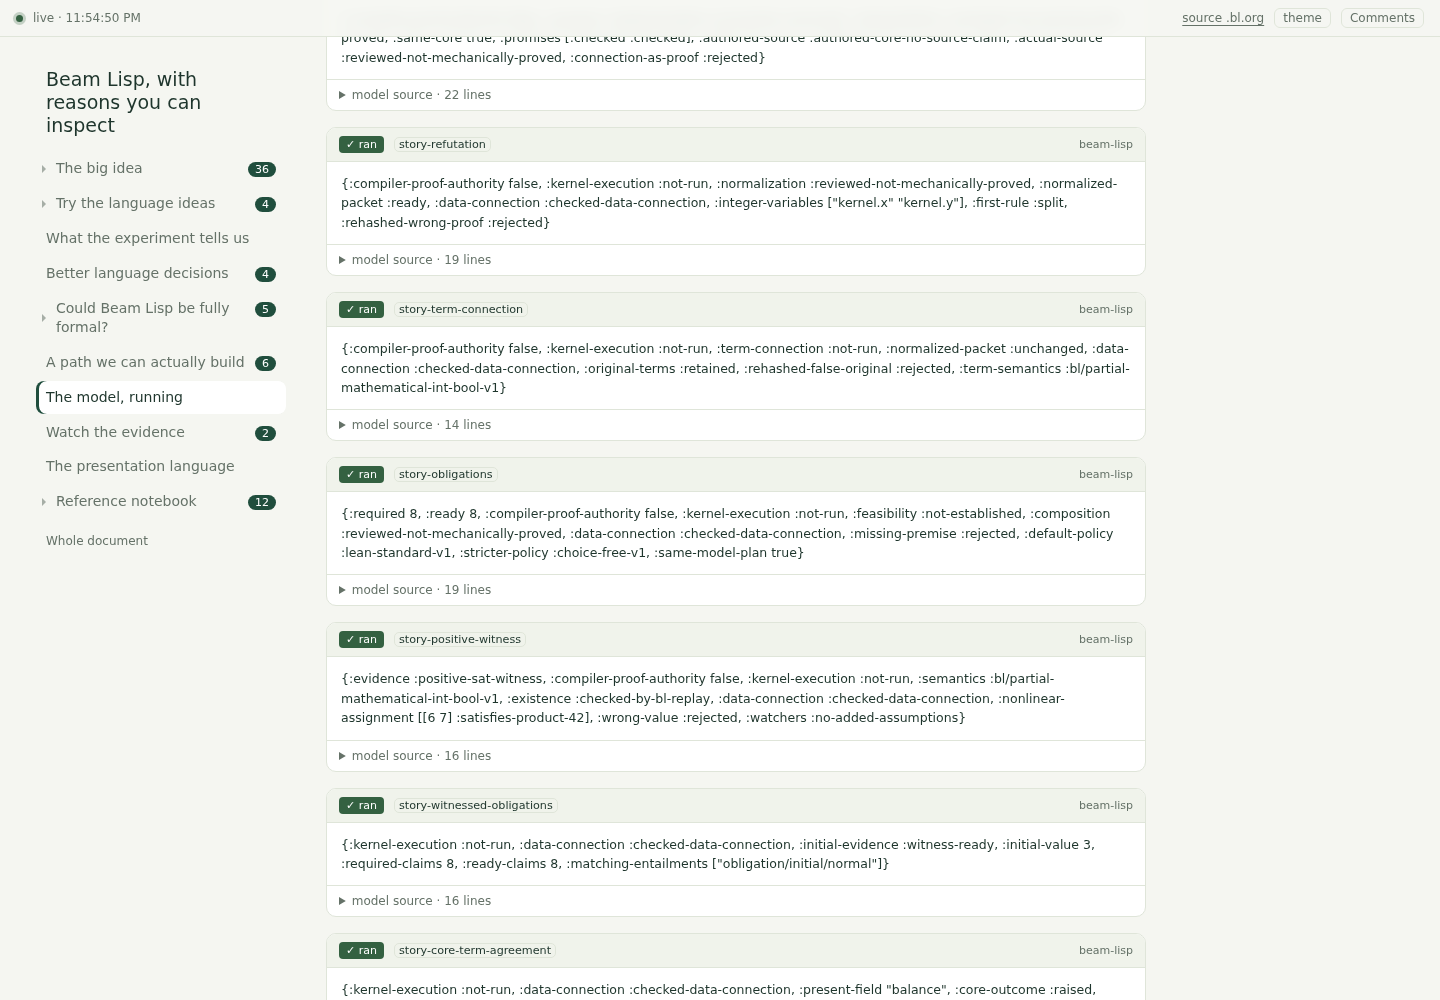 live · 11:54:50 PM
source .bl.org
theme
Comments
Beam Lisp, with
reasons you can
inspect
The big idea
36
Try the language ideas
4
What the experiment tells us
Better language decisions
4
Could Beam Lisp be fully
formal?
5
A path we can actually build
6
The model, running
Watch the evidence
2
The presentation language
Reference notebook
12
Whole document
proved, :same-core true, :promises [:checked :checked], :authored-source :authored-core-no-source-claim, :actual-source
:reviewed-not-mechanically-proved, :connection-as-proof :rejected}
▶ model source · 22 lines
✓ ran
story-refutation
beam-lisp
{:compiler-proof-authority false, :kernel-execution :not-run, :normalization :reviewed-not-mechanically-proved, :normalized-
packet :ready, :data-connection :checked-data-connection, :integer-variables ["kernel.x" "kernel.y"], :first-rule :split,
:rehashed-wrong-proof :rejected}
▶ model source · 19 lines
✓ ran
story-term-connection
beam-lisp
{:compiler-proof-authority false, :kernel-execution :not-run, :term-connection :not-run, :normalized-packet :unchanged, :data-
connection :checked-data-connection, :original-terms :retained, :rehashed-false-original :rejected, :term-semantics :bl/partial-
mathematical-int-bool-v1}
▶ model source · 14 lines
✓ ran
story-obligations
beam-lisp
{:required 8, :ready 8, :compiler-proof-authority false, :kernel-execution :not-run, :feasibility :not-established, :composition
:reviewed-not-mechanically-proved, :data-connection :checked-data-connection, :missing-premise :rejected, :default-policy
:lean-standard-v1, :stricter-policy :choice-free-v1, :same-model-plan true}
▶ model source · 19 lines
✓ ran
story-positive-witness
beam-lisp
{:evidence :positive-sat-witness, :compiler-proof-authority false, :kernel-execution :not-run, :semantics :bl/partial-
mathematical-int-bool-v1, :existence :checked-by-bl-replay, :data-connection :checked-data-connection, :nonlinear-
assignment [[6 7] :satisfies-product-42], :wrong-value :rejected, :watchers :no-added-assumptions}
▶ model source · 16 lines
✓ ran
story-witnessed-obligations
beam-lisp
{:kernel-execution :not-run, :data-connection :checked-data-connection, :initial-evidence :witness-ready, :initial-value 3,
:required-claims 8, :ready-claims 8, :matching-entailments ["obligation/initial/normal"]}
▶ model source · 16 lines
✓ ran
story-core-term-agreement
beam-lisp
{:kernel-execution :not-run, :data-connection :checked-data-connection, :present-field "balance", :core-outcome :raised,